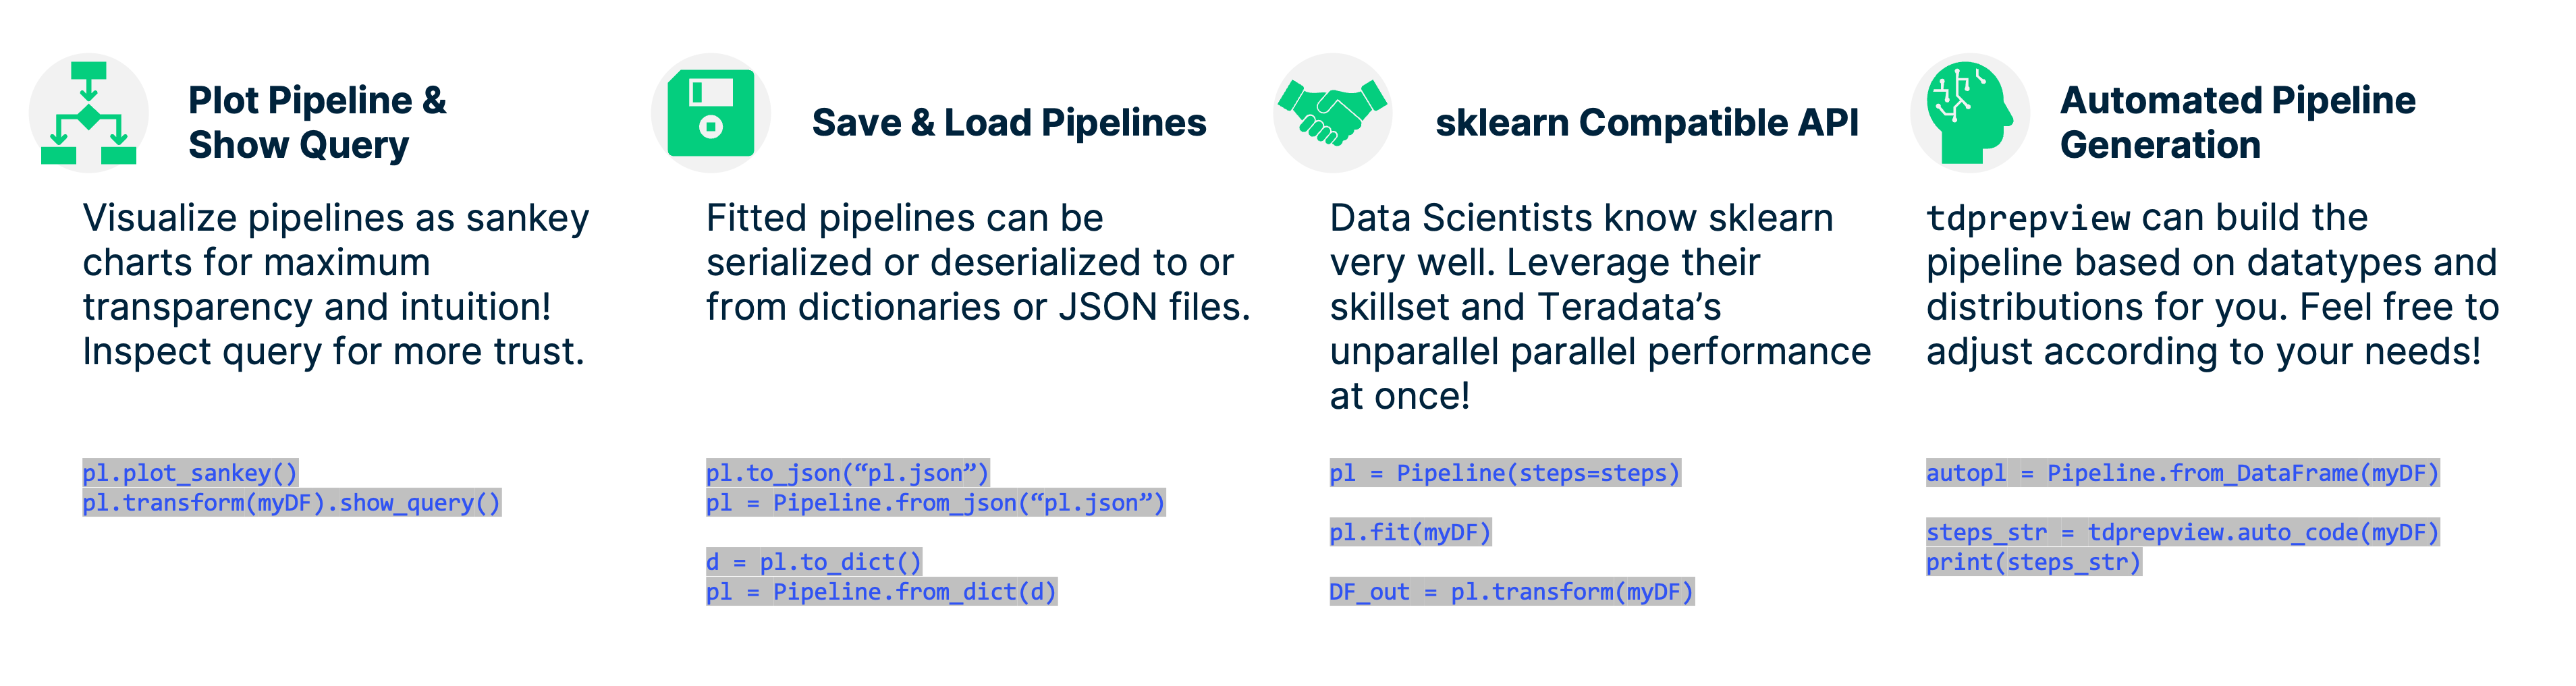 Plot Pipeline &
Show Query
Visualize pipelines as sankey
charts for maximum
transparency and intuition!
Inspect query for more trust.
pl.plot_sankey()
pl.transform(myDF).show_query()
Save & Load Pipelines
Fitted pipelines can be
serialized or deserialized to or
from dictionaries or JSON files.
pl.to_json(“pl.json”)
pl = Pipeline.from_json(“pl.json”)
d = pl.to_dict()
pl = Pipeline.from_dict(d)
sklearn Compatible API
Data Scientists know sklearn
very well. Leverage their
skillset and Teradata’s
unparallel parallel performance
at once!
pl = Pipeline(steps=steps)
pl.fit(myDF)
DF_out = pl.transform(myDF)
Automated Pipeline
Generation
tdprepview can build the
pipeline based on datatypes and
distributions for you. Feel free to
adjust according to your needs!
autopl = Pipeline.from_DataFrame(myDF)
steps_str = tdprepview.auto_code(myDF)
print(steps_str)